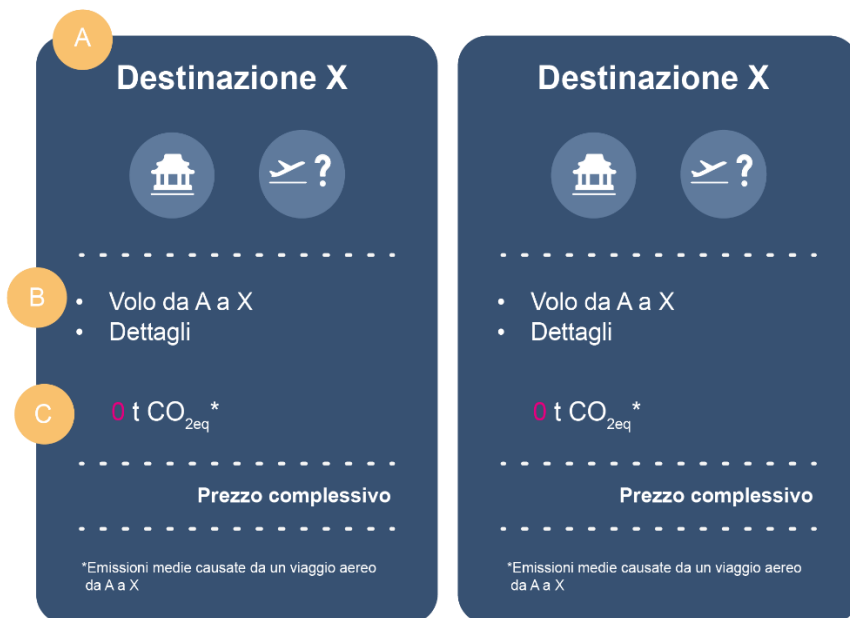 A
Destinazione X
?
B
• Volo da A a X
• Dettagli
C
0 t CO2eq*
Prezzo complessivo
*Emissioni medie causate da un viaggio aereo
da A a X
Destinazione X
?
• Volo da A a X
• Dettagli
0 t CO2eq*
Prezzo complessivo
*Emissioni medie causate da un viaggio aereo
da A a X